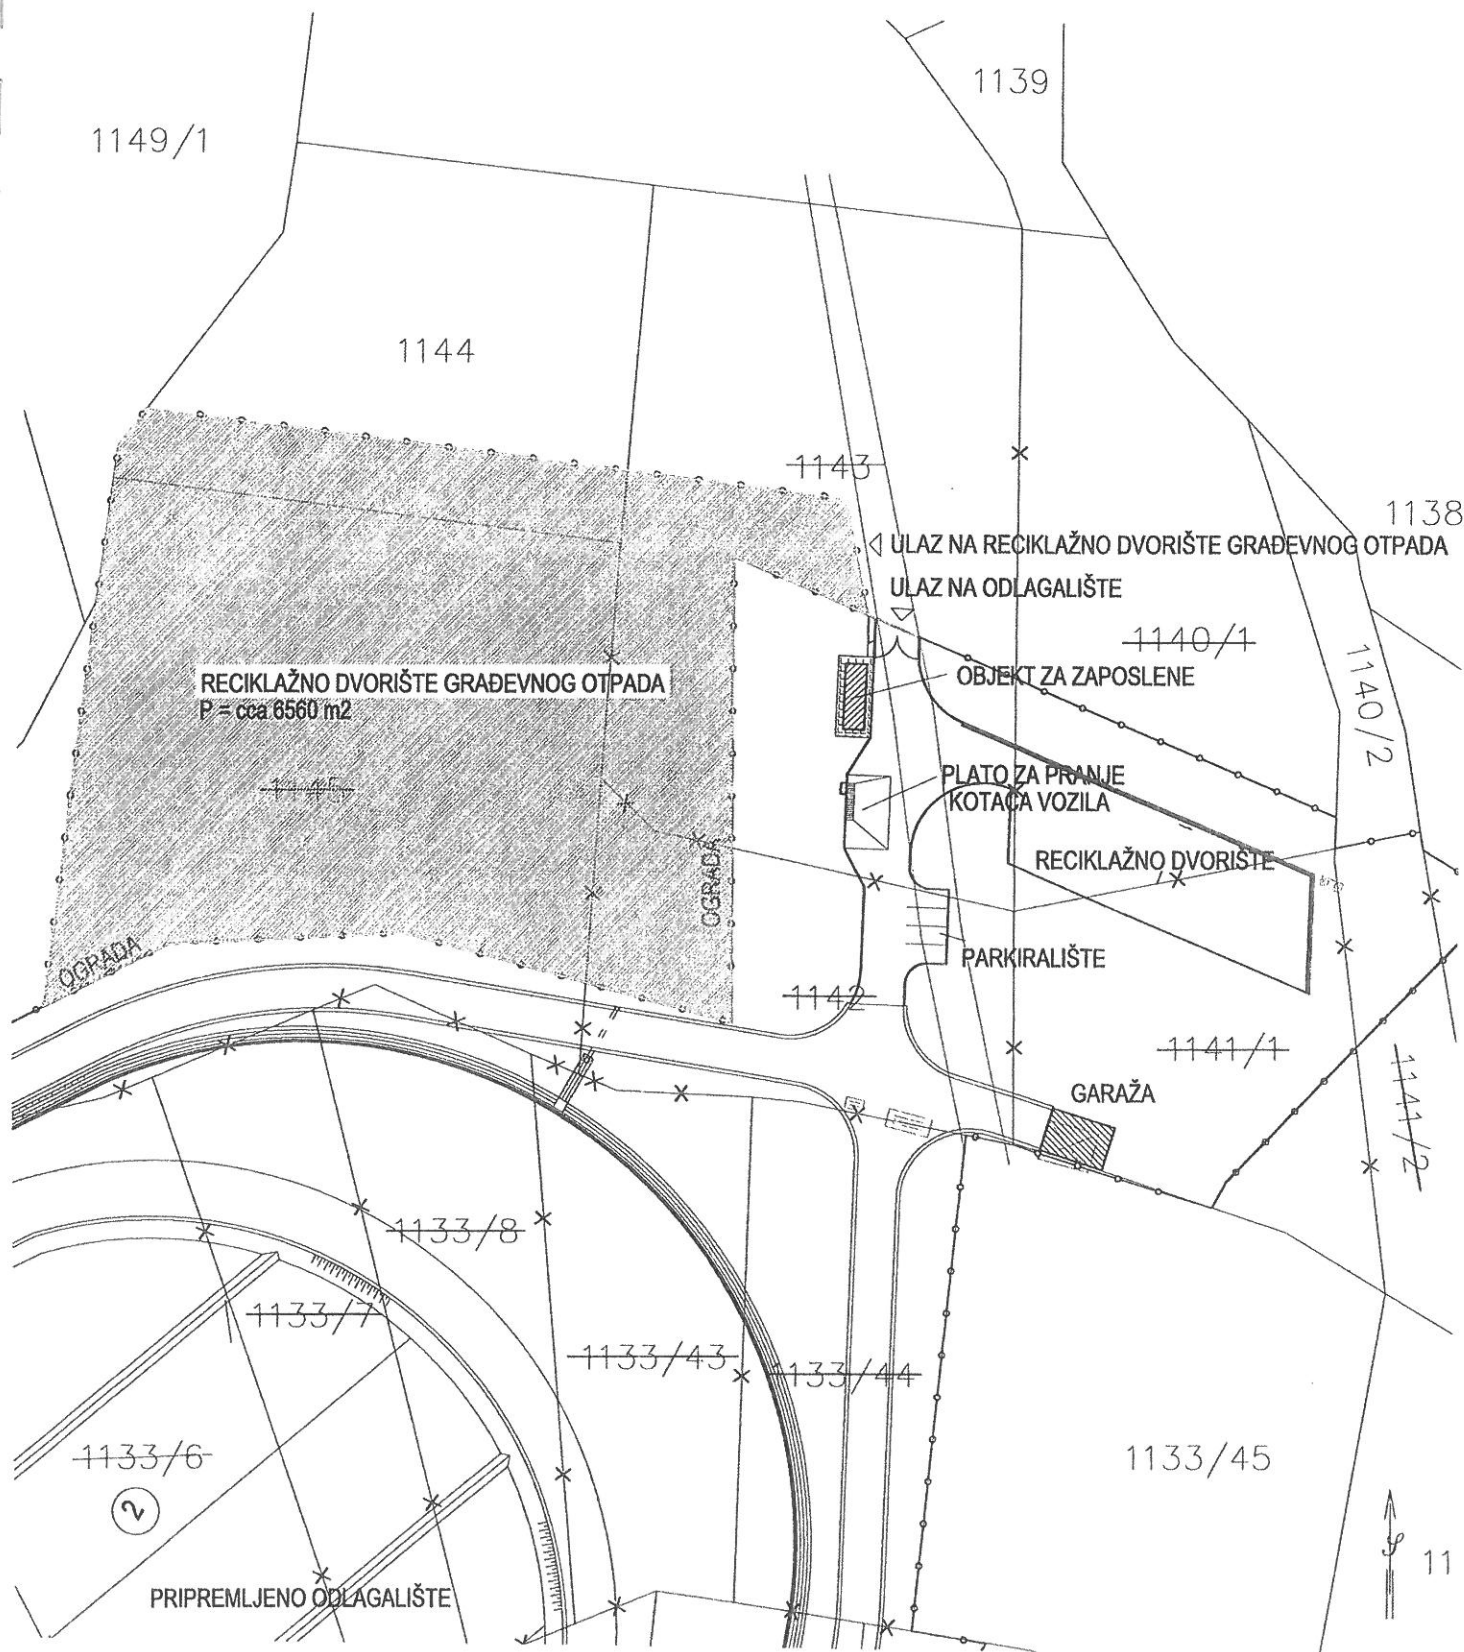 1139
1149/1
1144
1143
1138
ULAZ NA RECIKLAŽNO DVORIŠTE GRAĐEVNOG OTPADA
ULAZ NA ODLAGALIŠTE
1140/1
1140/2
OBJEKT ZA ZAPOSLENE
RECIKLAŽNO DVORIŠTE GRAĐEVNOG OTPADA
P = cca 6560 m2
1145
PLATO ZA PRANJE
KOTAČA VOZILA
RECIKLAŽNO DVORIŠTE
OGRADA
OGRADA
PARKIRALIŠTE
1142
1141/1
1141/2
GARAŽA
1133/8
1133/7
1133/43
1133/44
1133/6
2
1133/45
S
11
PRIPREMLJENO ODLAGALIŠTE